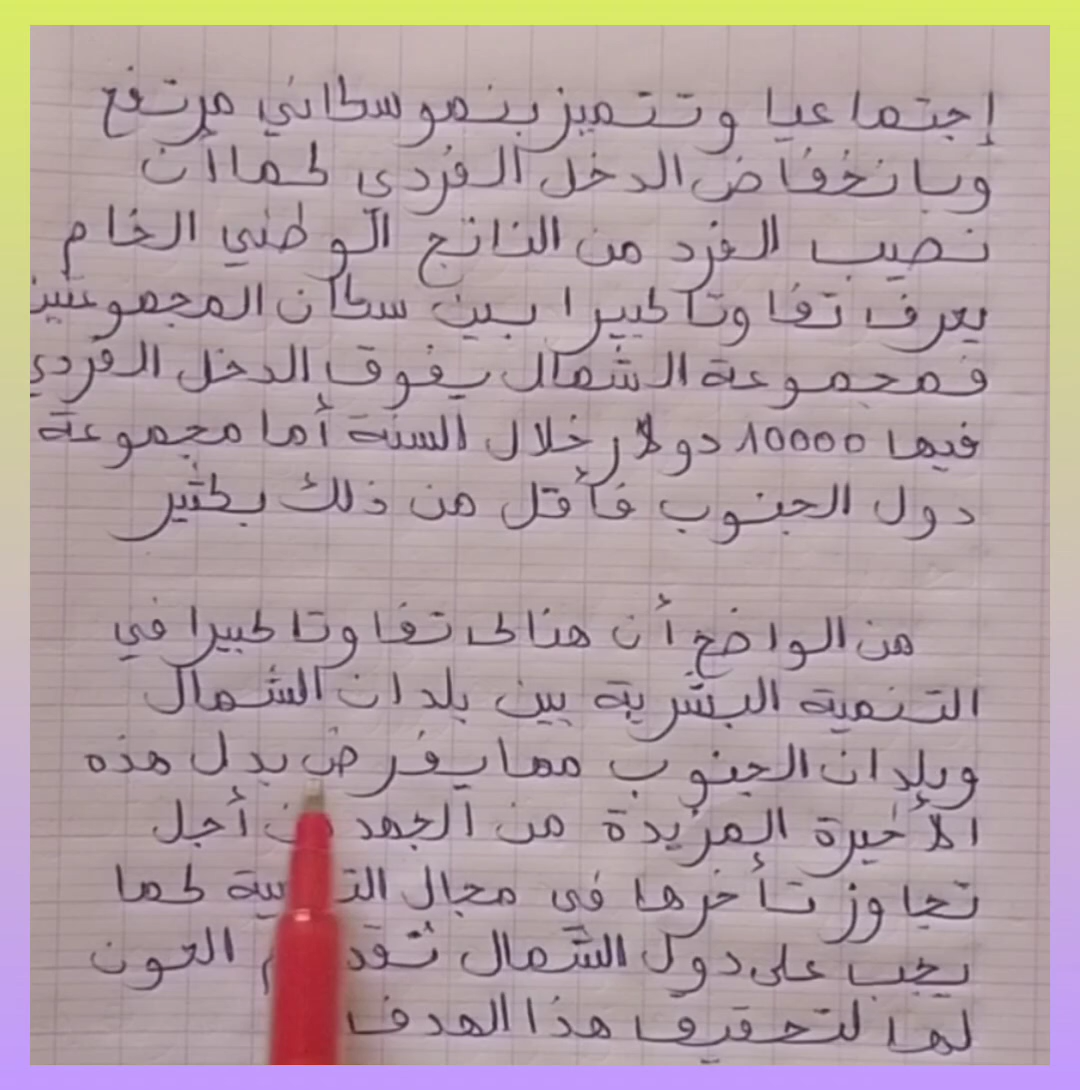 إجتماعيا وتتميز بنمو سكاني مرتفع
وبانخفاض الدخل الفردي كما أن
نصيب الفرد من الناتج الوطني الخام
يعرف تفاوتا كبيرا بين سكان المجموعتين
فمجموعة الشمال يفوق الدخل الفردي
فيها 10000 دولار خلال السنة أما مجموعة
دول الجنوب فأقل من ذلك بكثير
من الواضح أن هناك تفاوتا كبيرا في
التنمية البشرية بين بلدان الشمال
وبلدان الجنوب مما يفرض بدل هذه
الأخيرة المزيدة من الجهد من أجل
تجاوز تأخرها في مجال التنمية كما
يجب على دول الشمال تقديم العون
لها لتحقيق هذا الهدف